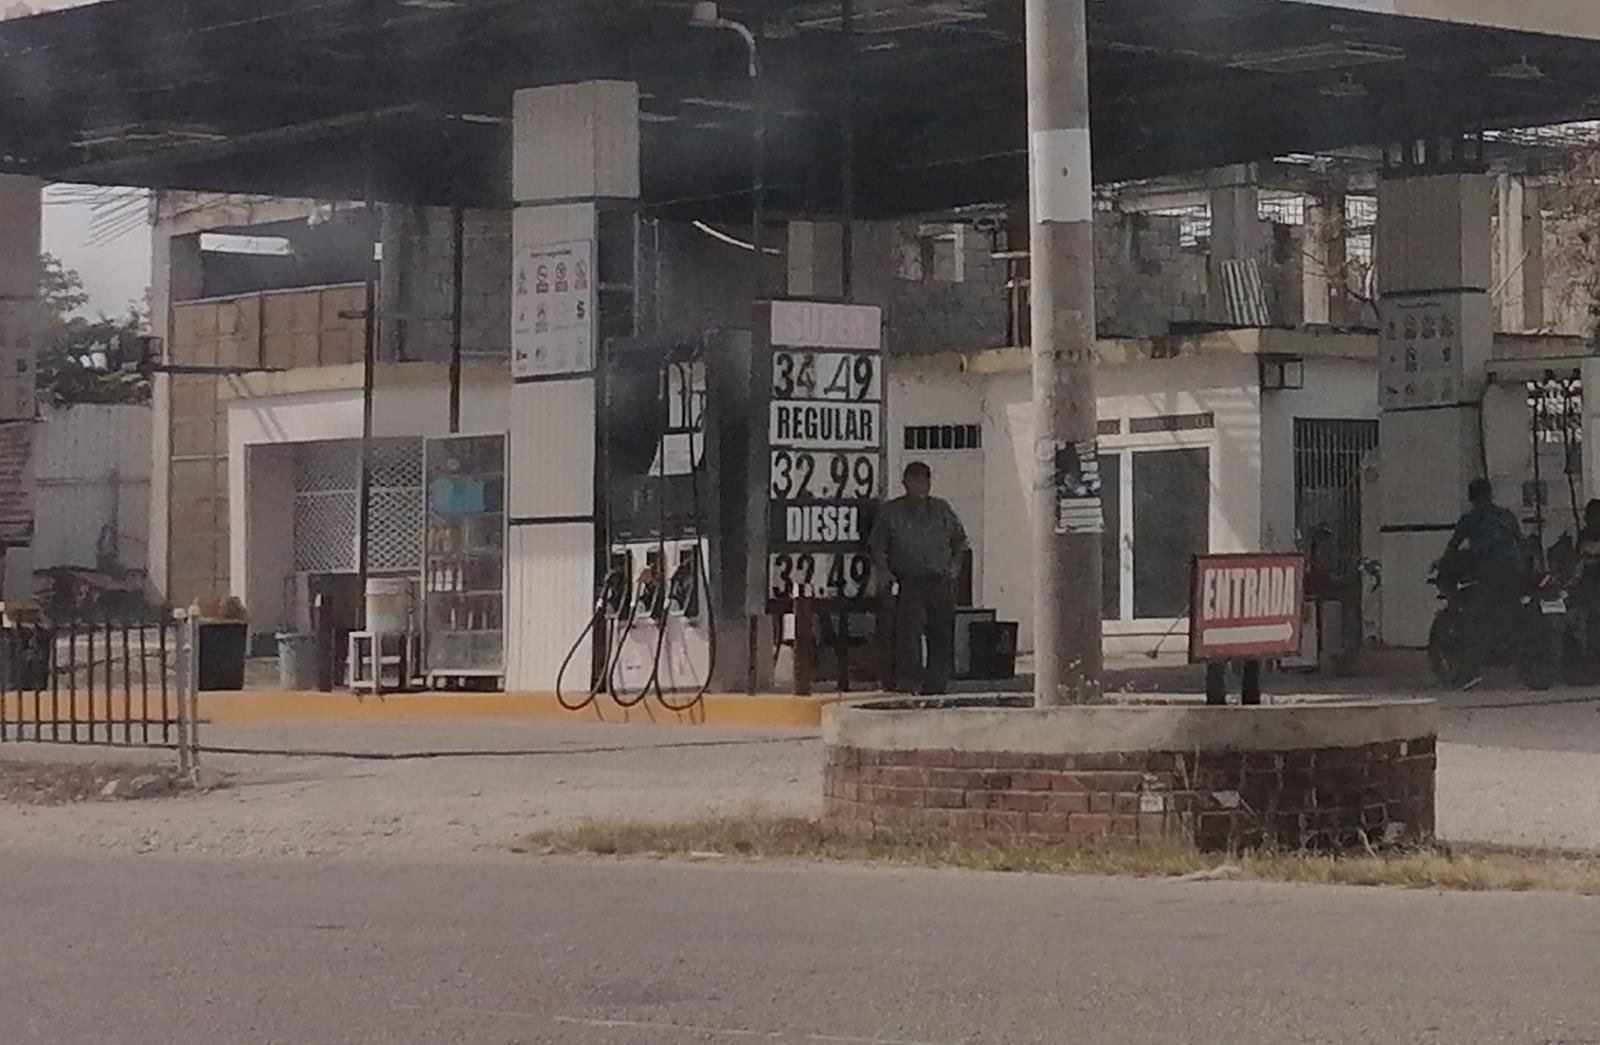 SUPER
34.49
REGULAR
32.99
DIESEL
32.49
ENTRADA